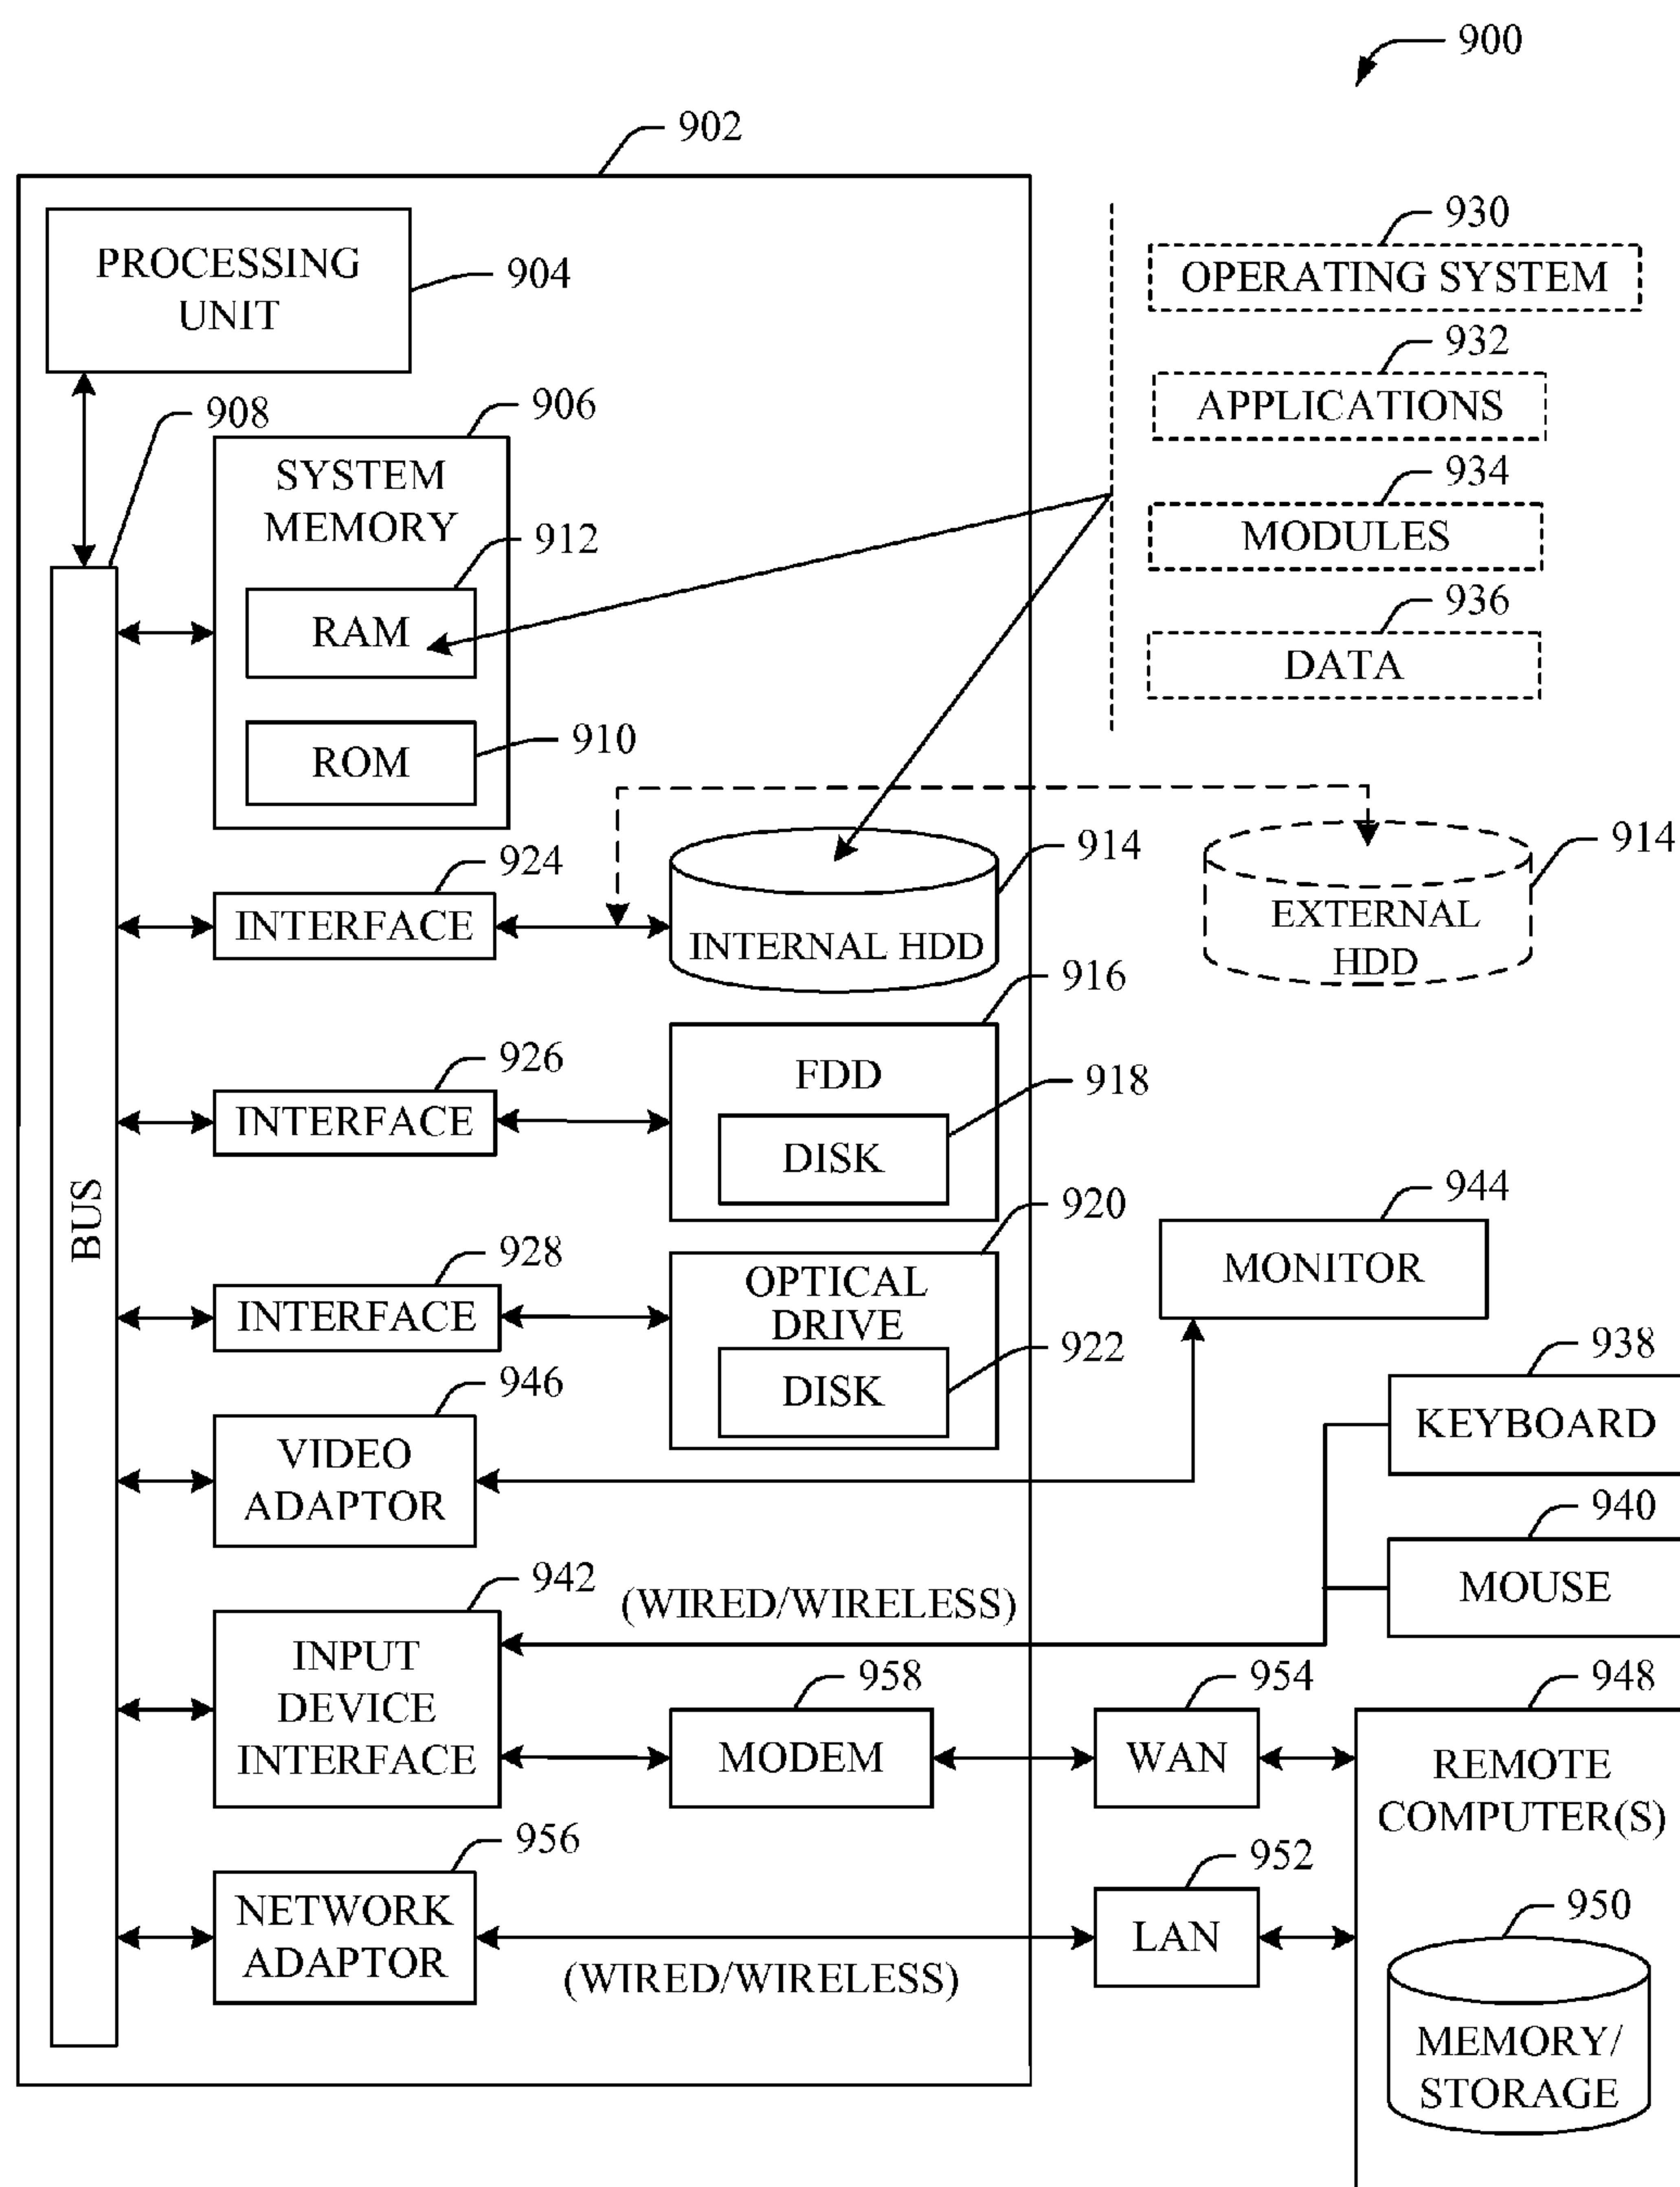 900
902
PROCESSING
UNIT
904
908
906
SYSTEM
MEMORY
912
RAM
ROM
910
930
OPERATING SYSTEM
932
APPLICATIONS
934
MODULES
936
DATA
924
INTERFACE
914
INTERNAL HDD
914
EXTERNAL
HDD
926
INTERFACE
916
FDD
918
DISK
BUS
928
INTERFACE
920
OPTICAL
DRIVE
922
DISK
944
MONITOR
946
VIDEO
ADAPTOR
938
KEYBOARD
940
MOUSE
942
INPUT
DEVICE
INTERFACE
(WIRED/WIRELESS)
958
MODEM
954
WAN
948
REMOTE
COMPUTER(S)
956
NETWORK
ADAPTOR
(WIRED/WIRELESS)
952
LAN
950
MEMORY/
STORAGE